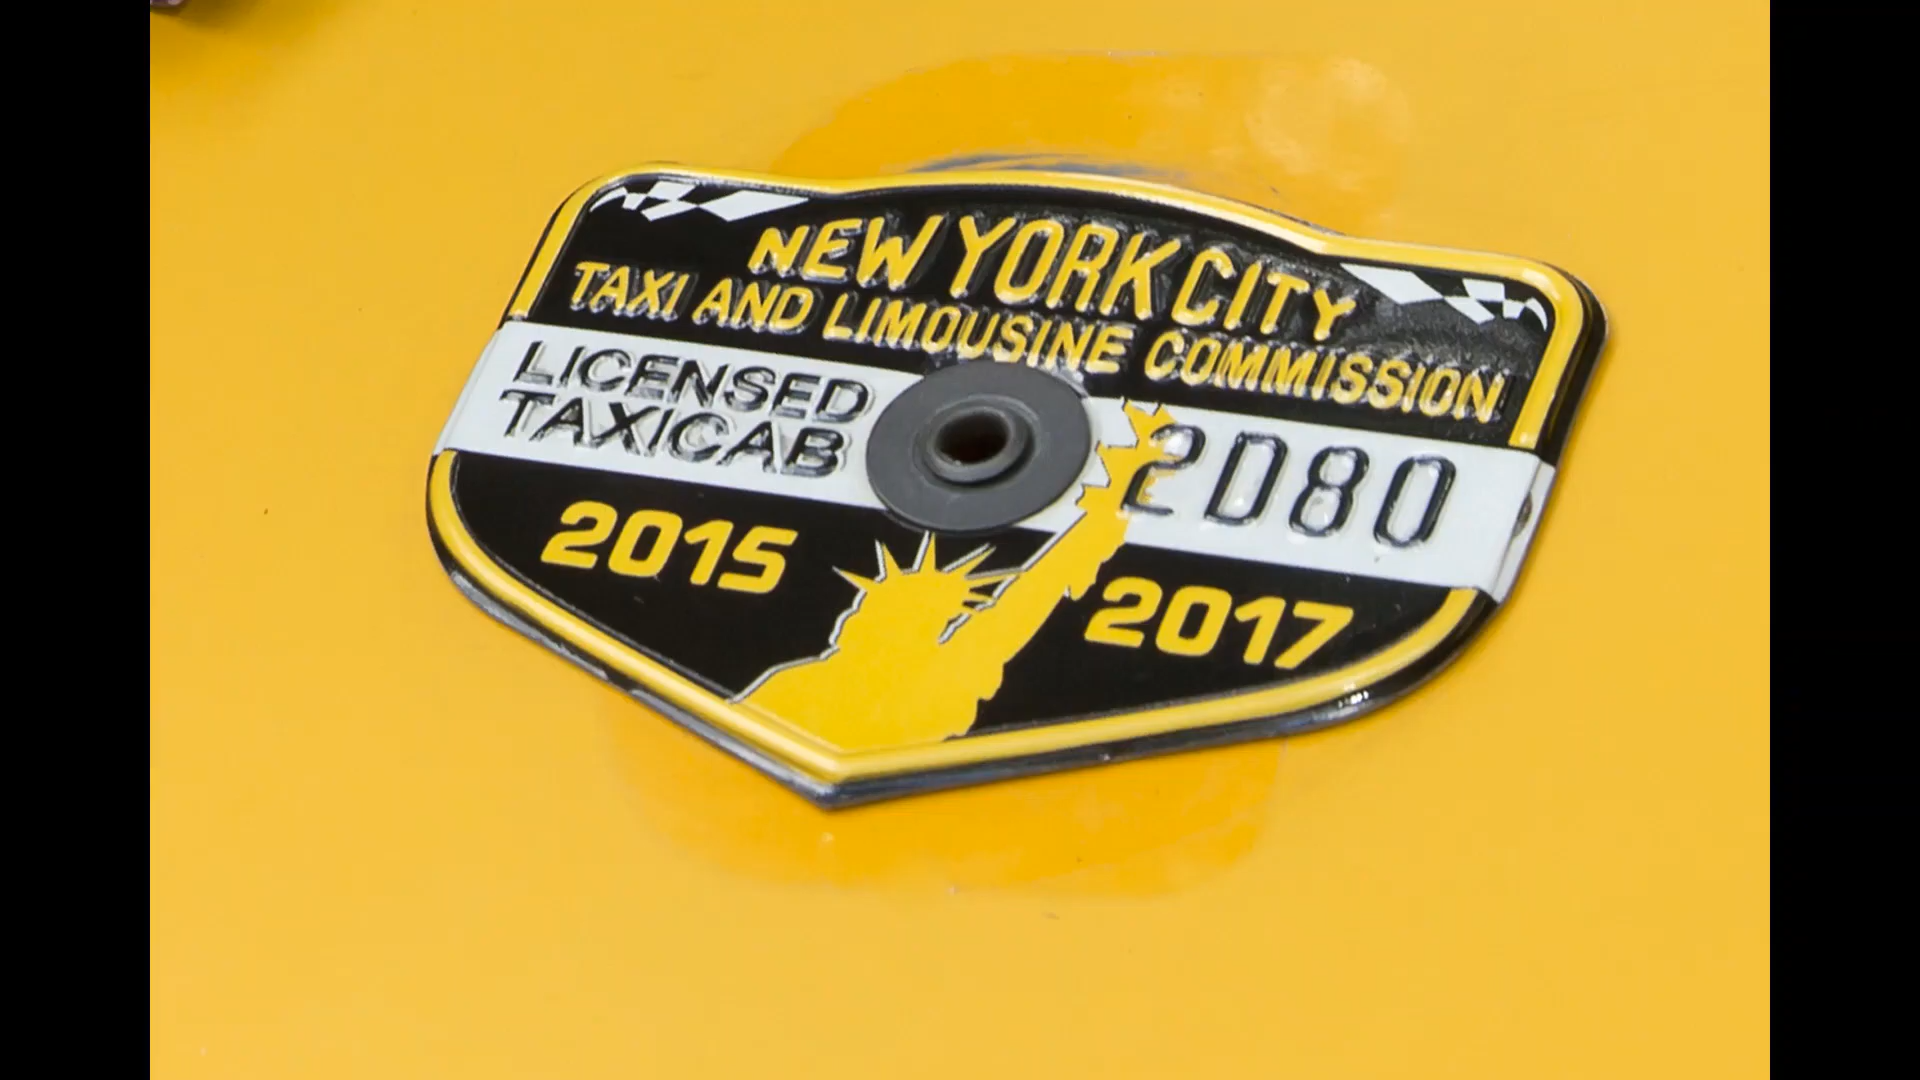 NEW YORK CITY
TAXI AND LIMOUSINE COMMISSION
LICENSED
TAXICAB
2D80
2015
2017